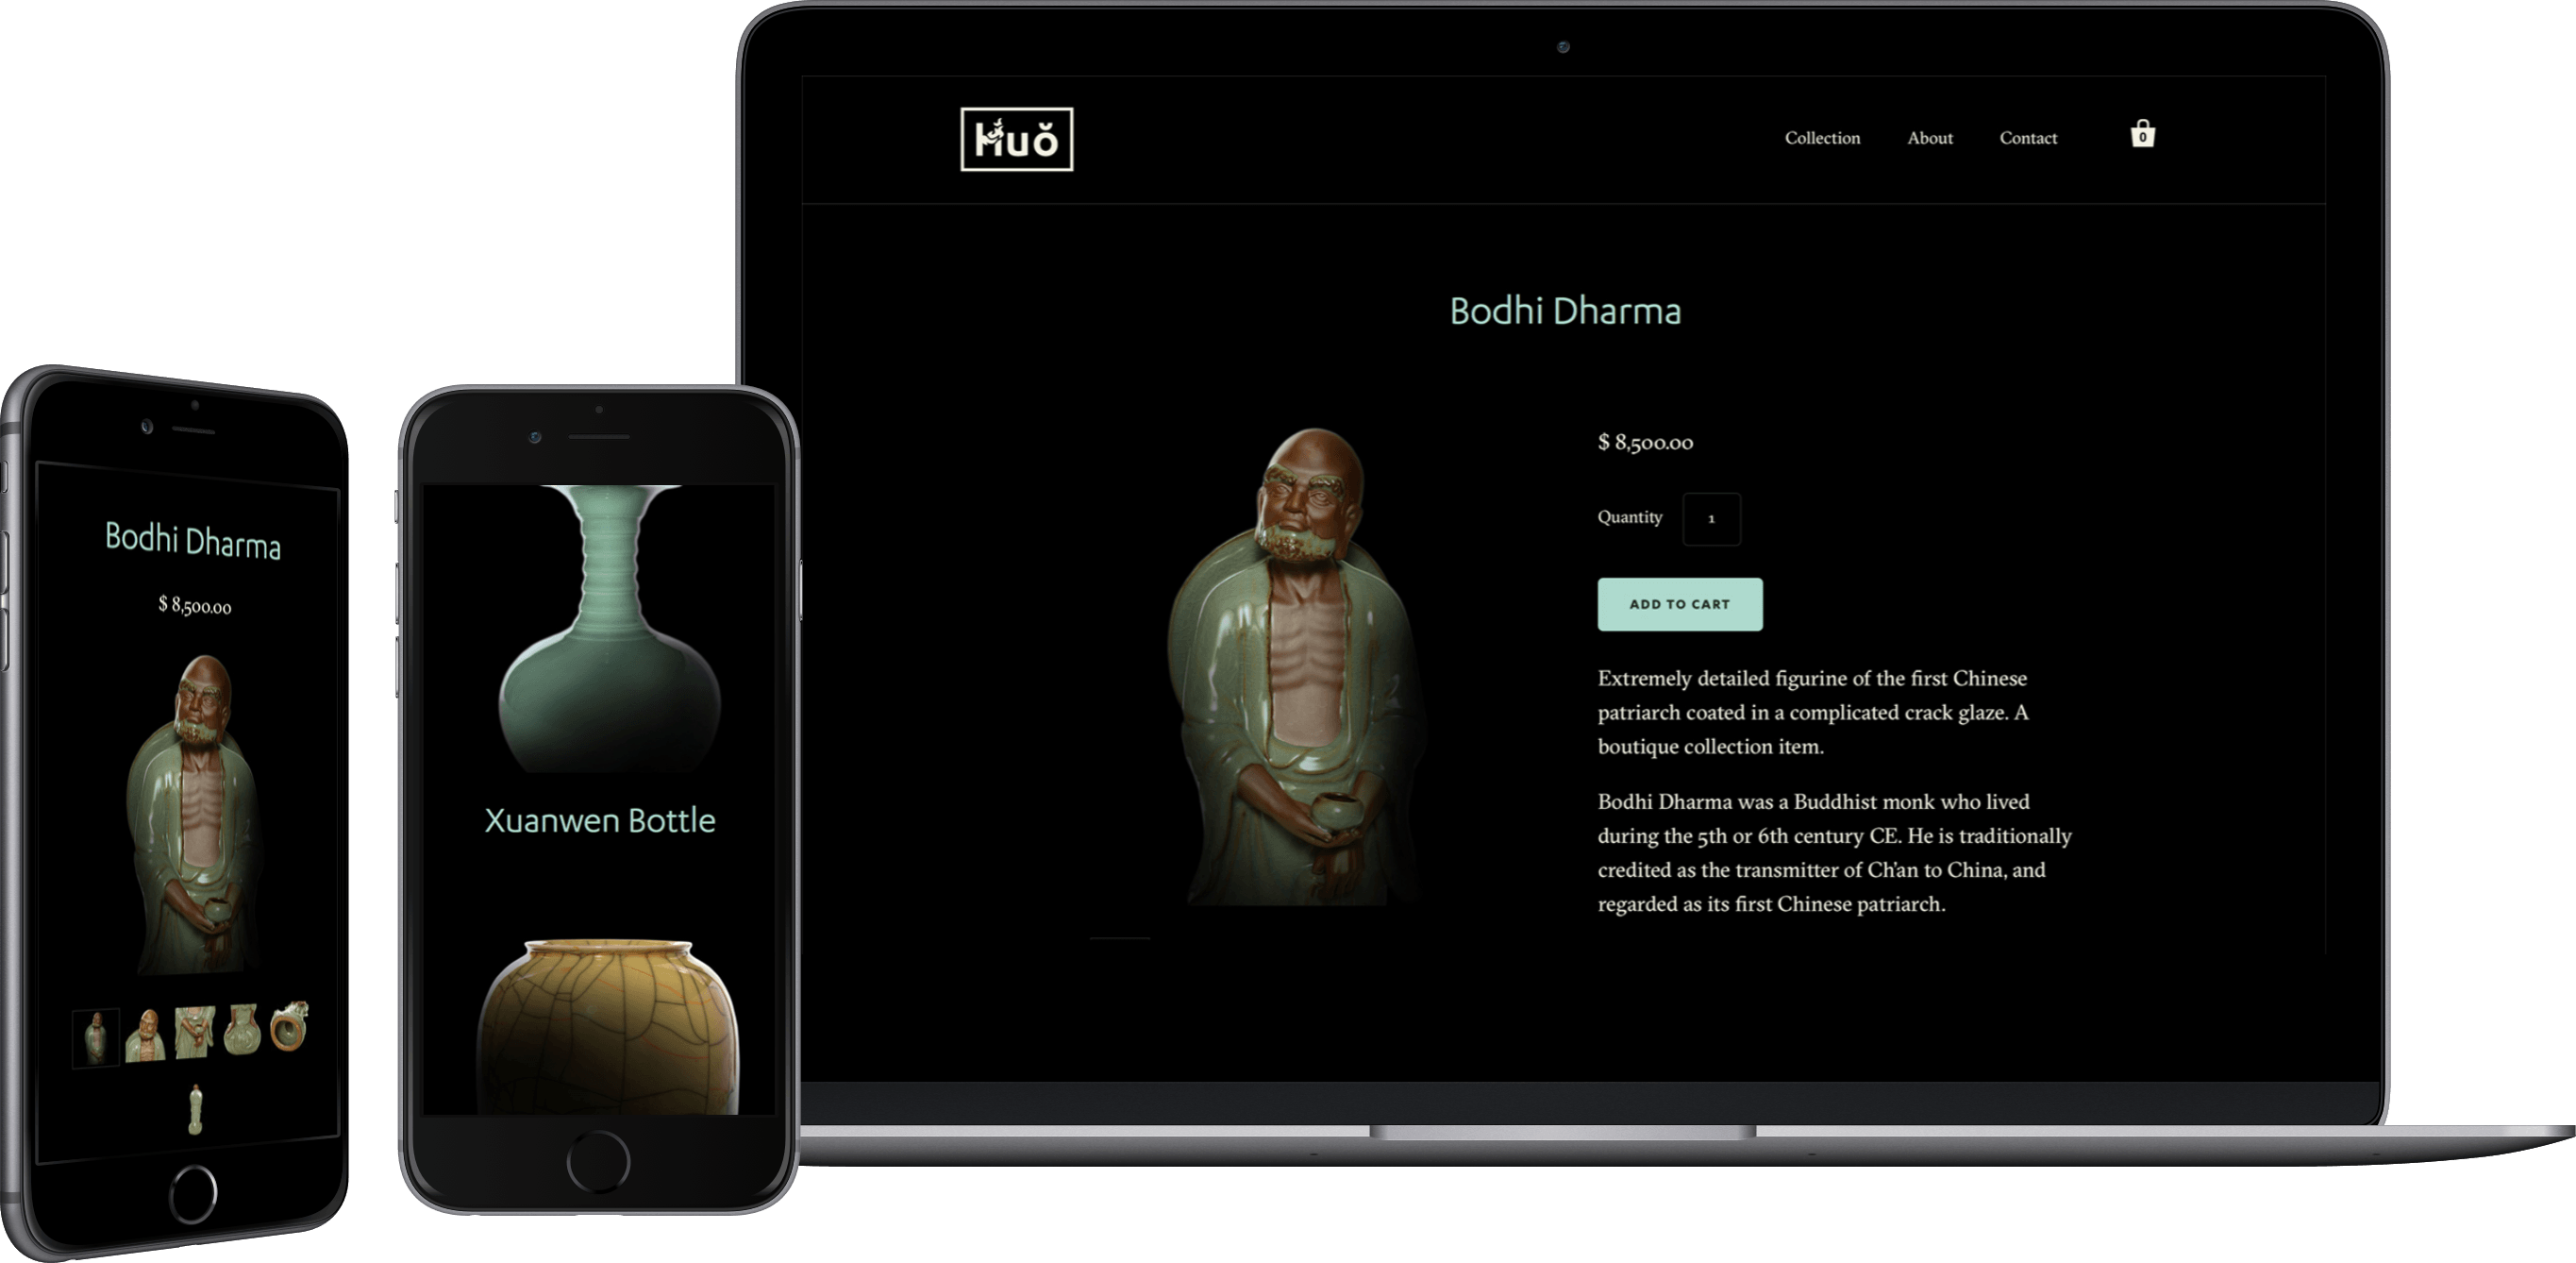 Huŏ
Collection
About
Contact
0
Bodhi Dharma
$ 8,500.00
Quantity
1
ADD TO CART
Extremely detailed figurine of the first Chinese
patriarch coated in a complicated crack glaze. A
boutique collection item.
Bodhi Dharma was a Buddhist monk who lived
during the 5th or 6th century CE. He is traditionally
credited as the transmitter of Ch'an to China, and
regarded as its first Chinese patriarch.
Bodhi Dharma
$ 8,500.00
Xuanwen Bottle